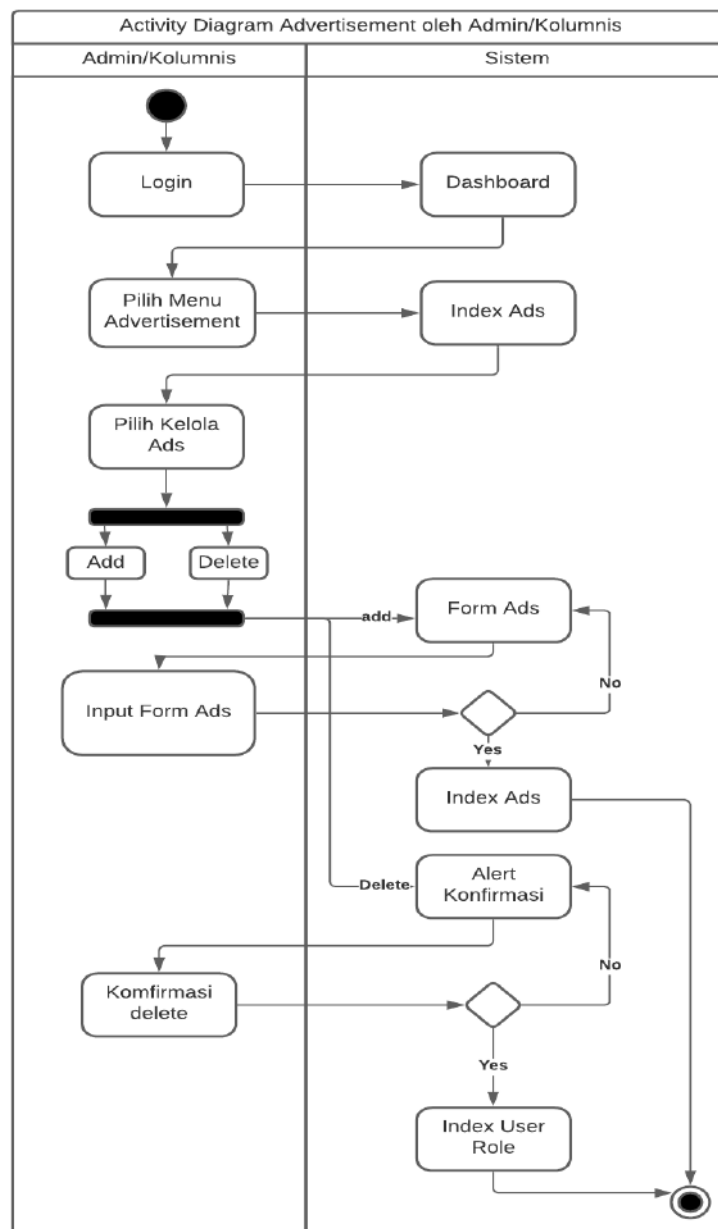 Activity Diagram Advertisement oleh Admin/Kolumnis
Admin/Kolumnis
Sistem
Login
Dashboard
Pilih Menu
Advertisement
Index Ads
Pilih Kelola
Ads
Add
Delete
add
Form Ads
No
Input Form Ads
Yes
Index Ads
Delete
Alert
Konfirmasi
No
Komfirmasi
delete
Yes
Index User
Role